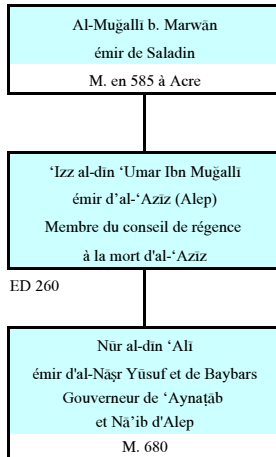 Al-Muğallī b. Marwān
émir de Saladin
M. en 585 à Acre
‘Izz al-dīn ‘Umar Ibn Muğallī
émir d’al-‘Azīz (Alep)
Membre du conseil de régence
à la mort d'al-‘Azīz
ED 260
Nūr al-dīn ‘Alī
émir d'al-Nāṣr Yūsuf et de Baybars
Gouverneur de ‘Aynaṭāb
et Nā’ib d'Alep
M. 680